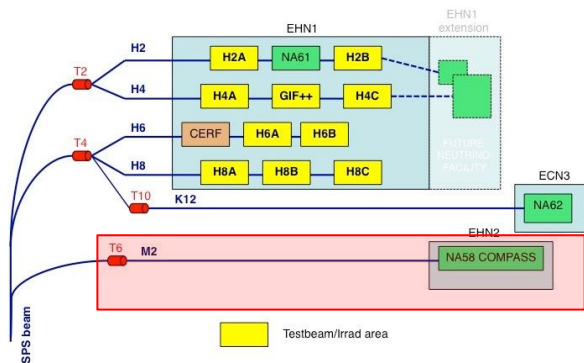 EHN1
EHN1
extension
H2
H2A
NA61
H2B
T2
H4
H4A
GIF++
H4C
H6
CERF
H6A
H6B
T4
H8
H8A
H8B
H8C
FUTURE
NEUTRINO
FACILITY
ECN3
T10
K12
NA62
EHN2
T6
M2
NA58 COMPASS
SPS beam
Testbeam/Irrad area